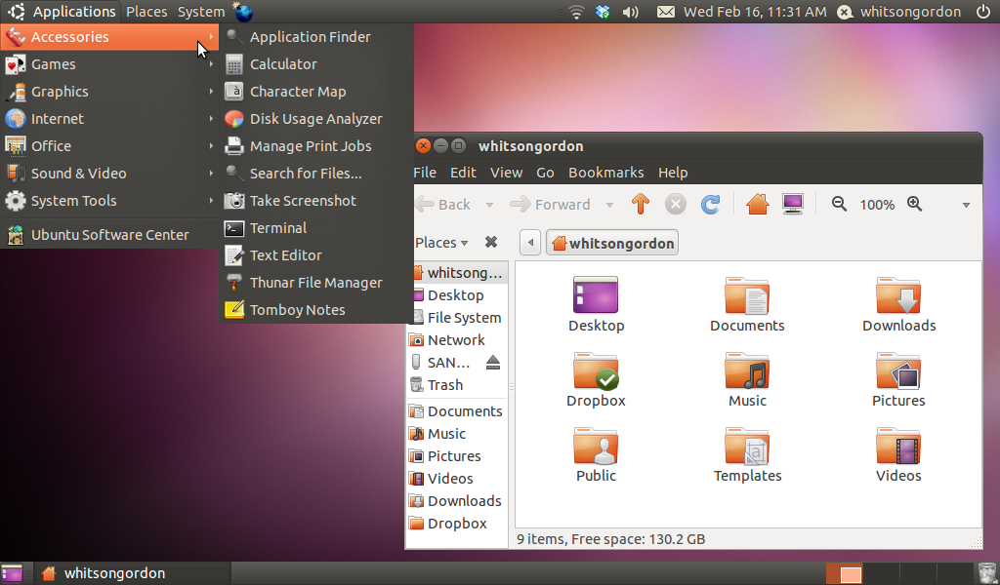 Applications Places System Wed Feb 16, 11:31 AM whitsongordon
Accessories
Games
Graphics
Internet
Office
Sound & Video
System Tools
Ubuntu Software Center
Application Finder
Calculator
Character Map
Disk Usage Analyzer
Manage Print Jobs
Search for Files...
Take Screenshot
Terminal
Text Editor
Thunar File Manager
Tomboy Notes
whitsongordon
File Edit View Go Bookmarks Help
Back Forward 100%
Places whitsongordon
whitsong...
Desktop
File System
Network
SAN...
Trash
Documents
Music
Pictures
Videos
Downloads
Dropbox
Desktop Documents Downloads
Dropbox Music Pictures
Public Templates Videos
9 items, Free space: 130.2 GB
whitsongordon